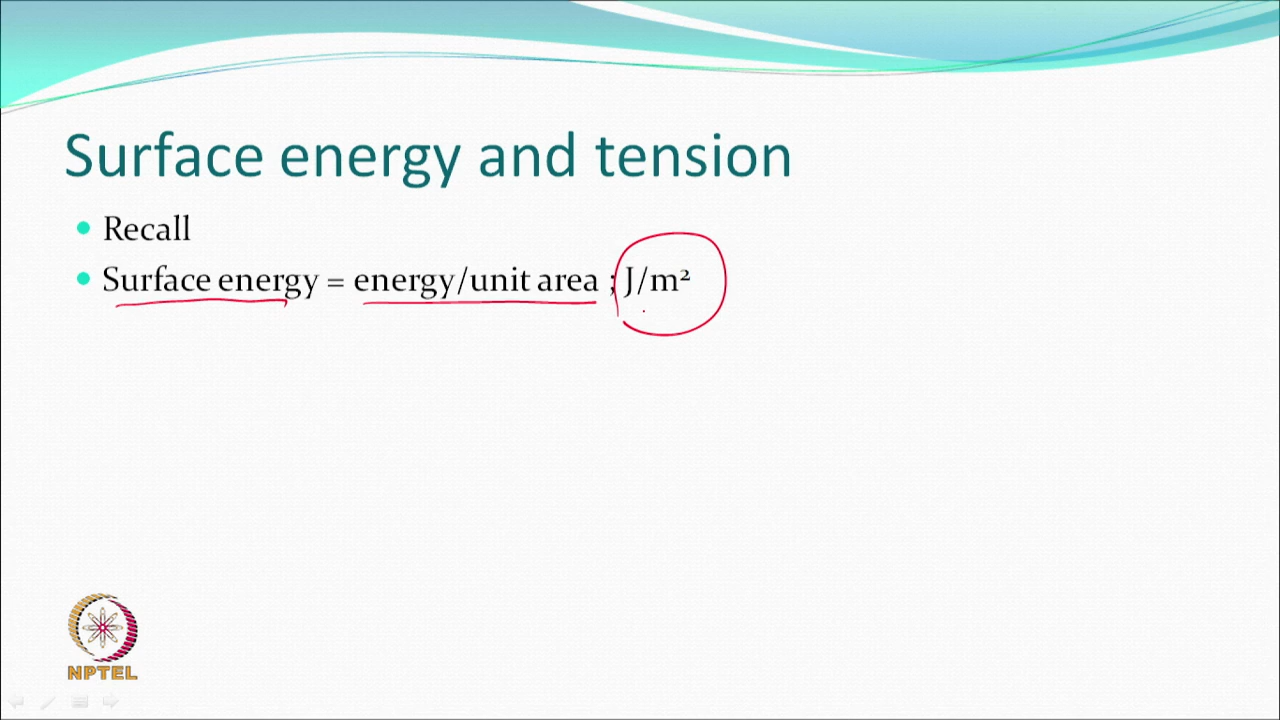 Surface energy and tension
Recall
Surface energy = energy/unit area ; J/m²
NPTEL